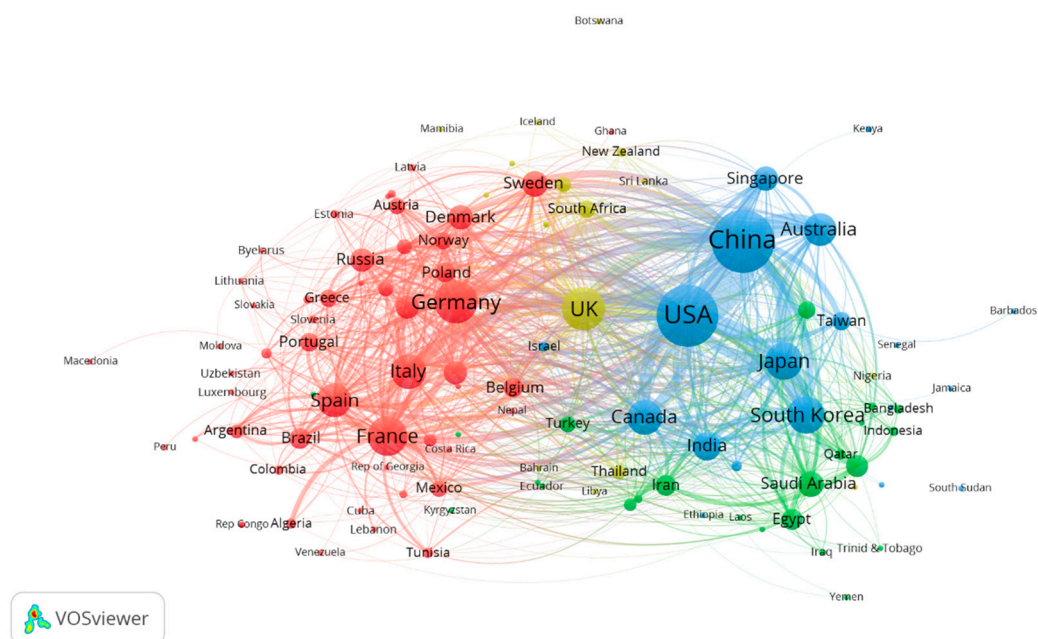 Botswana
Iceland
Mamibia
Ghana
Kenya
New Zealand
Latvia
Singapore
Sweden
Sri Lanka
Austria
South Africa
Estonia
Denmark
Australia
Norway
China
Byelarus
Russia
Poland
Lithuania
Greece
Germany
Slovakia
UK
USA
Barbados
Slovenia
Taiwan
Portugal
Moldova
Israel
Senegal
Macedonia
Italy
Japan
Uzbekistan
Nigeria
Luxembourg
Belgium
Jamaica
Spain
Nepal
Bangladesh
Canada
South Korea
Turkey
Argentina
Brazil
France
Indonesia
Peru
Costa Rica
India
Qatar
Colombia
Rep of Georgia
Bahrain
Thailand
Mexico
Ecuador
Iran
Saudi Arabia
South Sudan
Libya
Cuba
Kyrgyzstan
Ethiopia
Laos
Egypt
Rep Congo
Algeria
Lebanon
Venezuela
Tunisia
Iraq
Trinid & Tobago
Yemen
VOSviewer